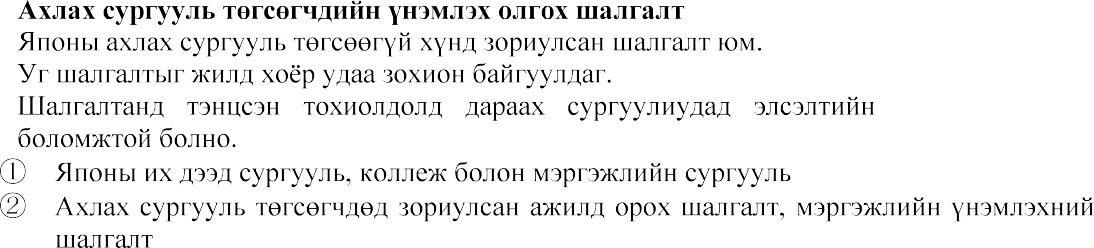 Ахлах сургууль төгсөгчдийн үнэмлэх олгох шалгалт
Японы ахлах сургууль төгсөөгүй хүнд зориулсан шалгалт юм.
Уг шалгалтыг жилд хоёр удаа зохион байгуулдаг.
Шалгалтанд тэнцсэн тохиолдолд дараах сургуулиудад элсэлтийн
боломжтой болно.
① Японы их дээд сургууль, коллеж болон мэргэжлийн сургууль
② Ахлах сургууль төгсөгчдөд зориулсан ажилд орох шалгалт, мэргэжлийн үнэмлэхний
шалгалт